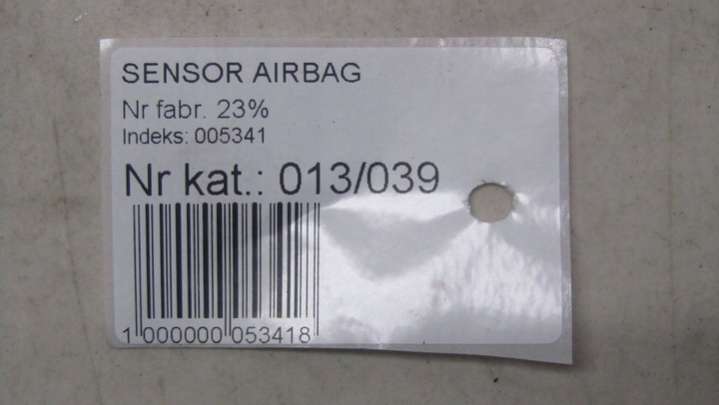 SENSOR AIRBAG
Nr fabr. 23%
Indeks: 005341
Nr kat.: 013/039
1 000000 053418